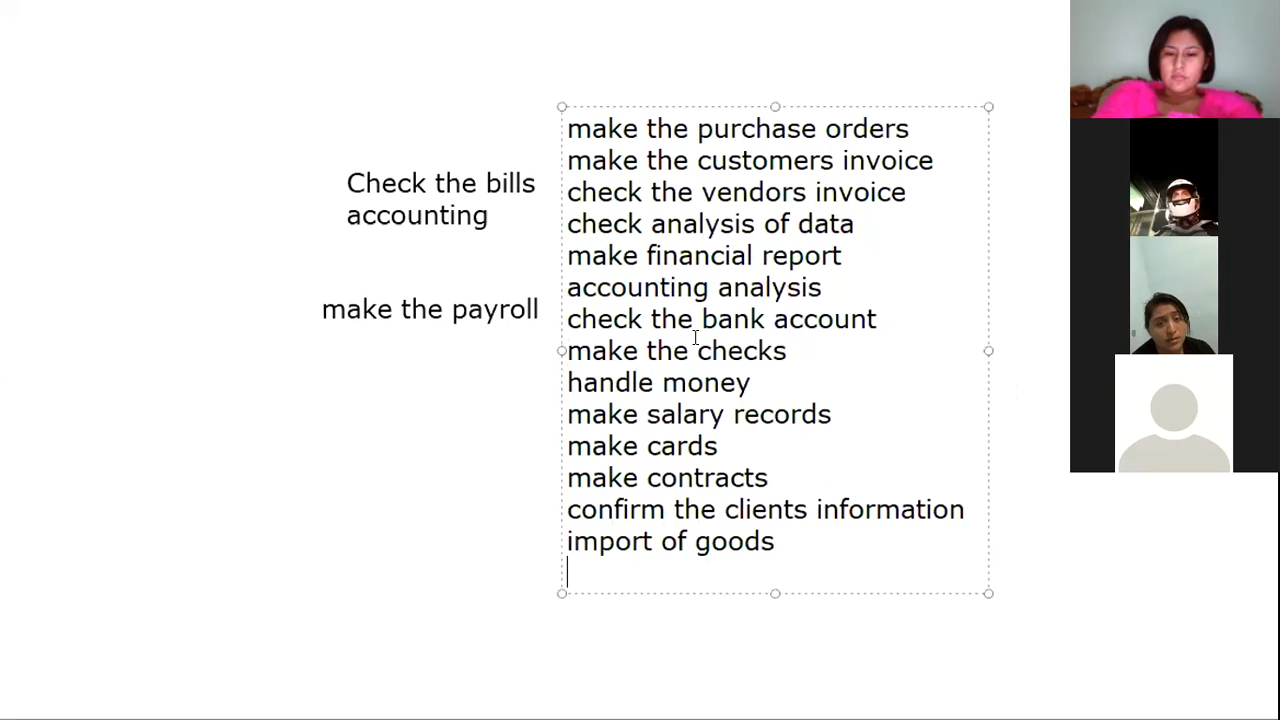 Check the bills
accounting
make the payroll
make the purchase orders
make the customers invoice
check the vendors invoice
check analysis of data
make financial report
accounting analysis
check the bank account
make the checks
handle money
make salary records
make cards
make contracts
confirm the clients information
import of goods